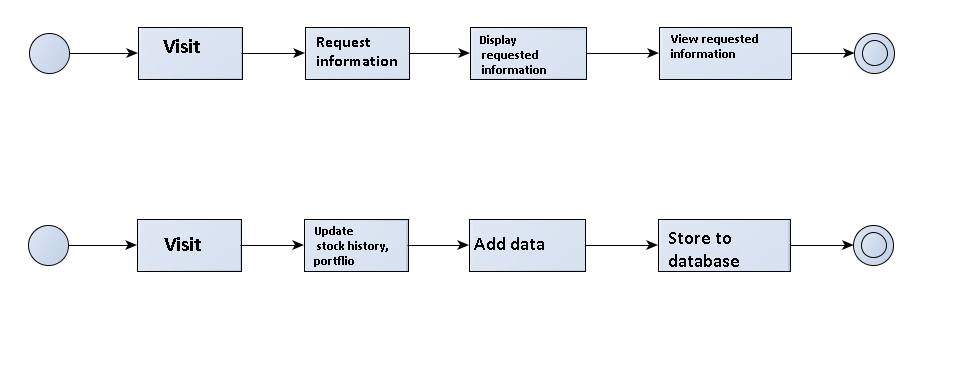 Visit
Request
information
Display
requested
information
View requested
information
Visit
Update
stock history,
portflio
Add data
Store to
database